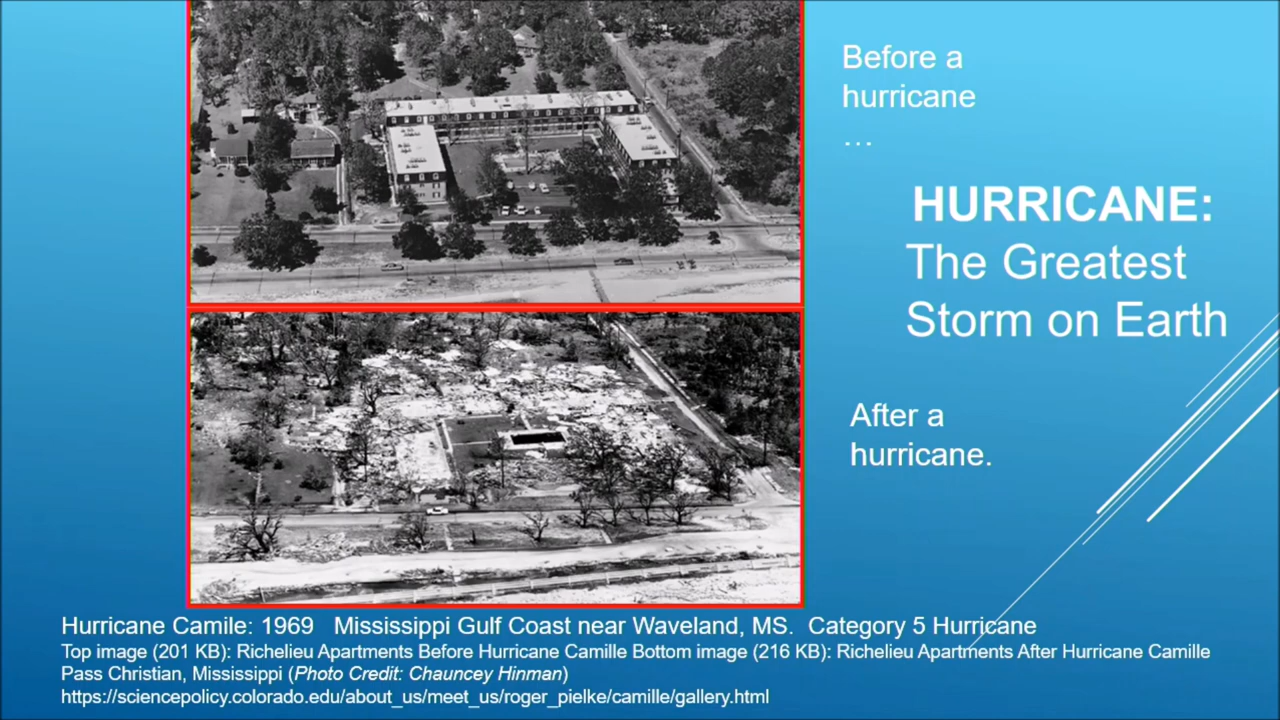 Before a
hurricane
...
HURRICANE:
The Greatest
Storm on Earth
After a
hurricane.
Hurricane Camile: 1969 Mississippi Gulf Coast near Waveland, MS. Category 5 Hurricane
Top image (201 KB): Richelieu Apartments Before Hurricane Camille Bottom image (216 KB): Richelieu Apartments After Hurricane Camille
Pass Christian, Mississippi (Photo Credit: Chauncey Hinman)
https://sciencepolicy.colorado.edu/about_us/meet_us/roger_pielke/camille/gallery.html